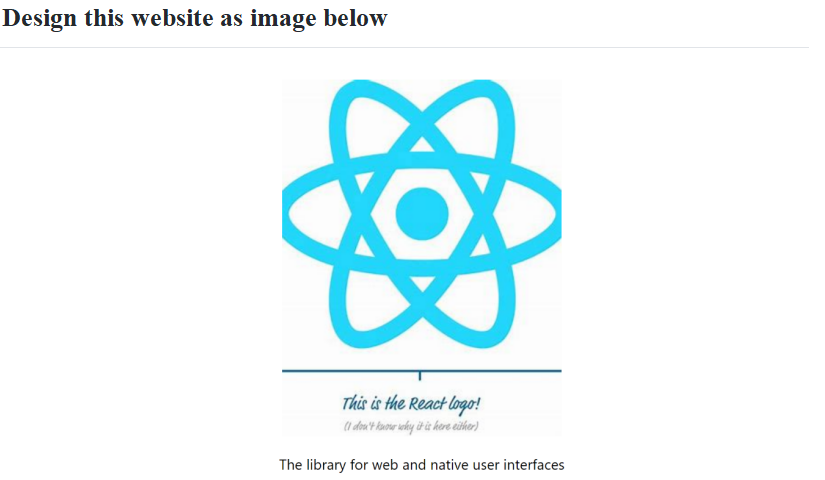 Design this website as image below
This is the React logo!
(I don't know why it is here either)
The library for web and native user interfaces